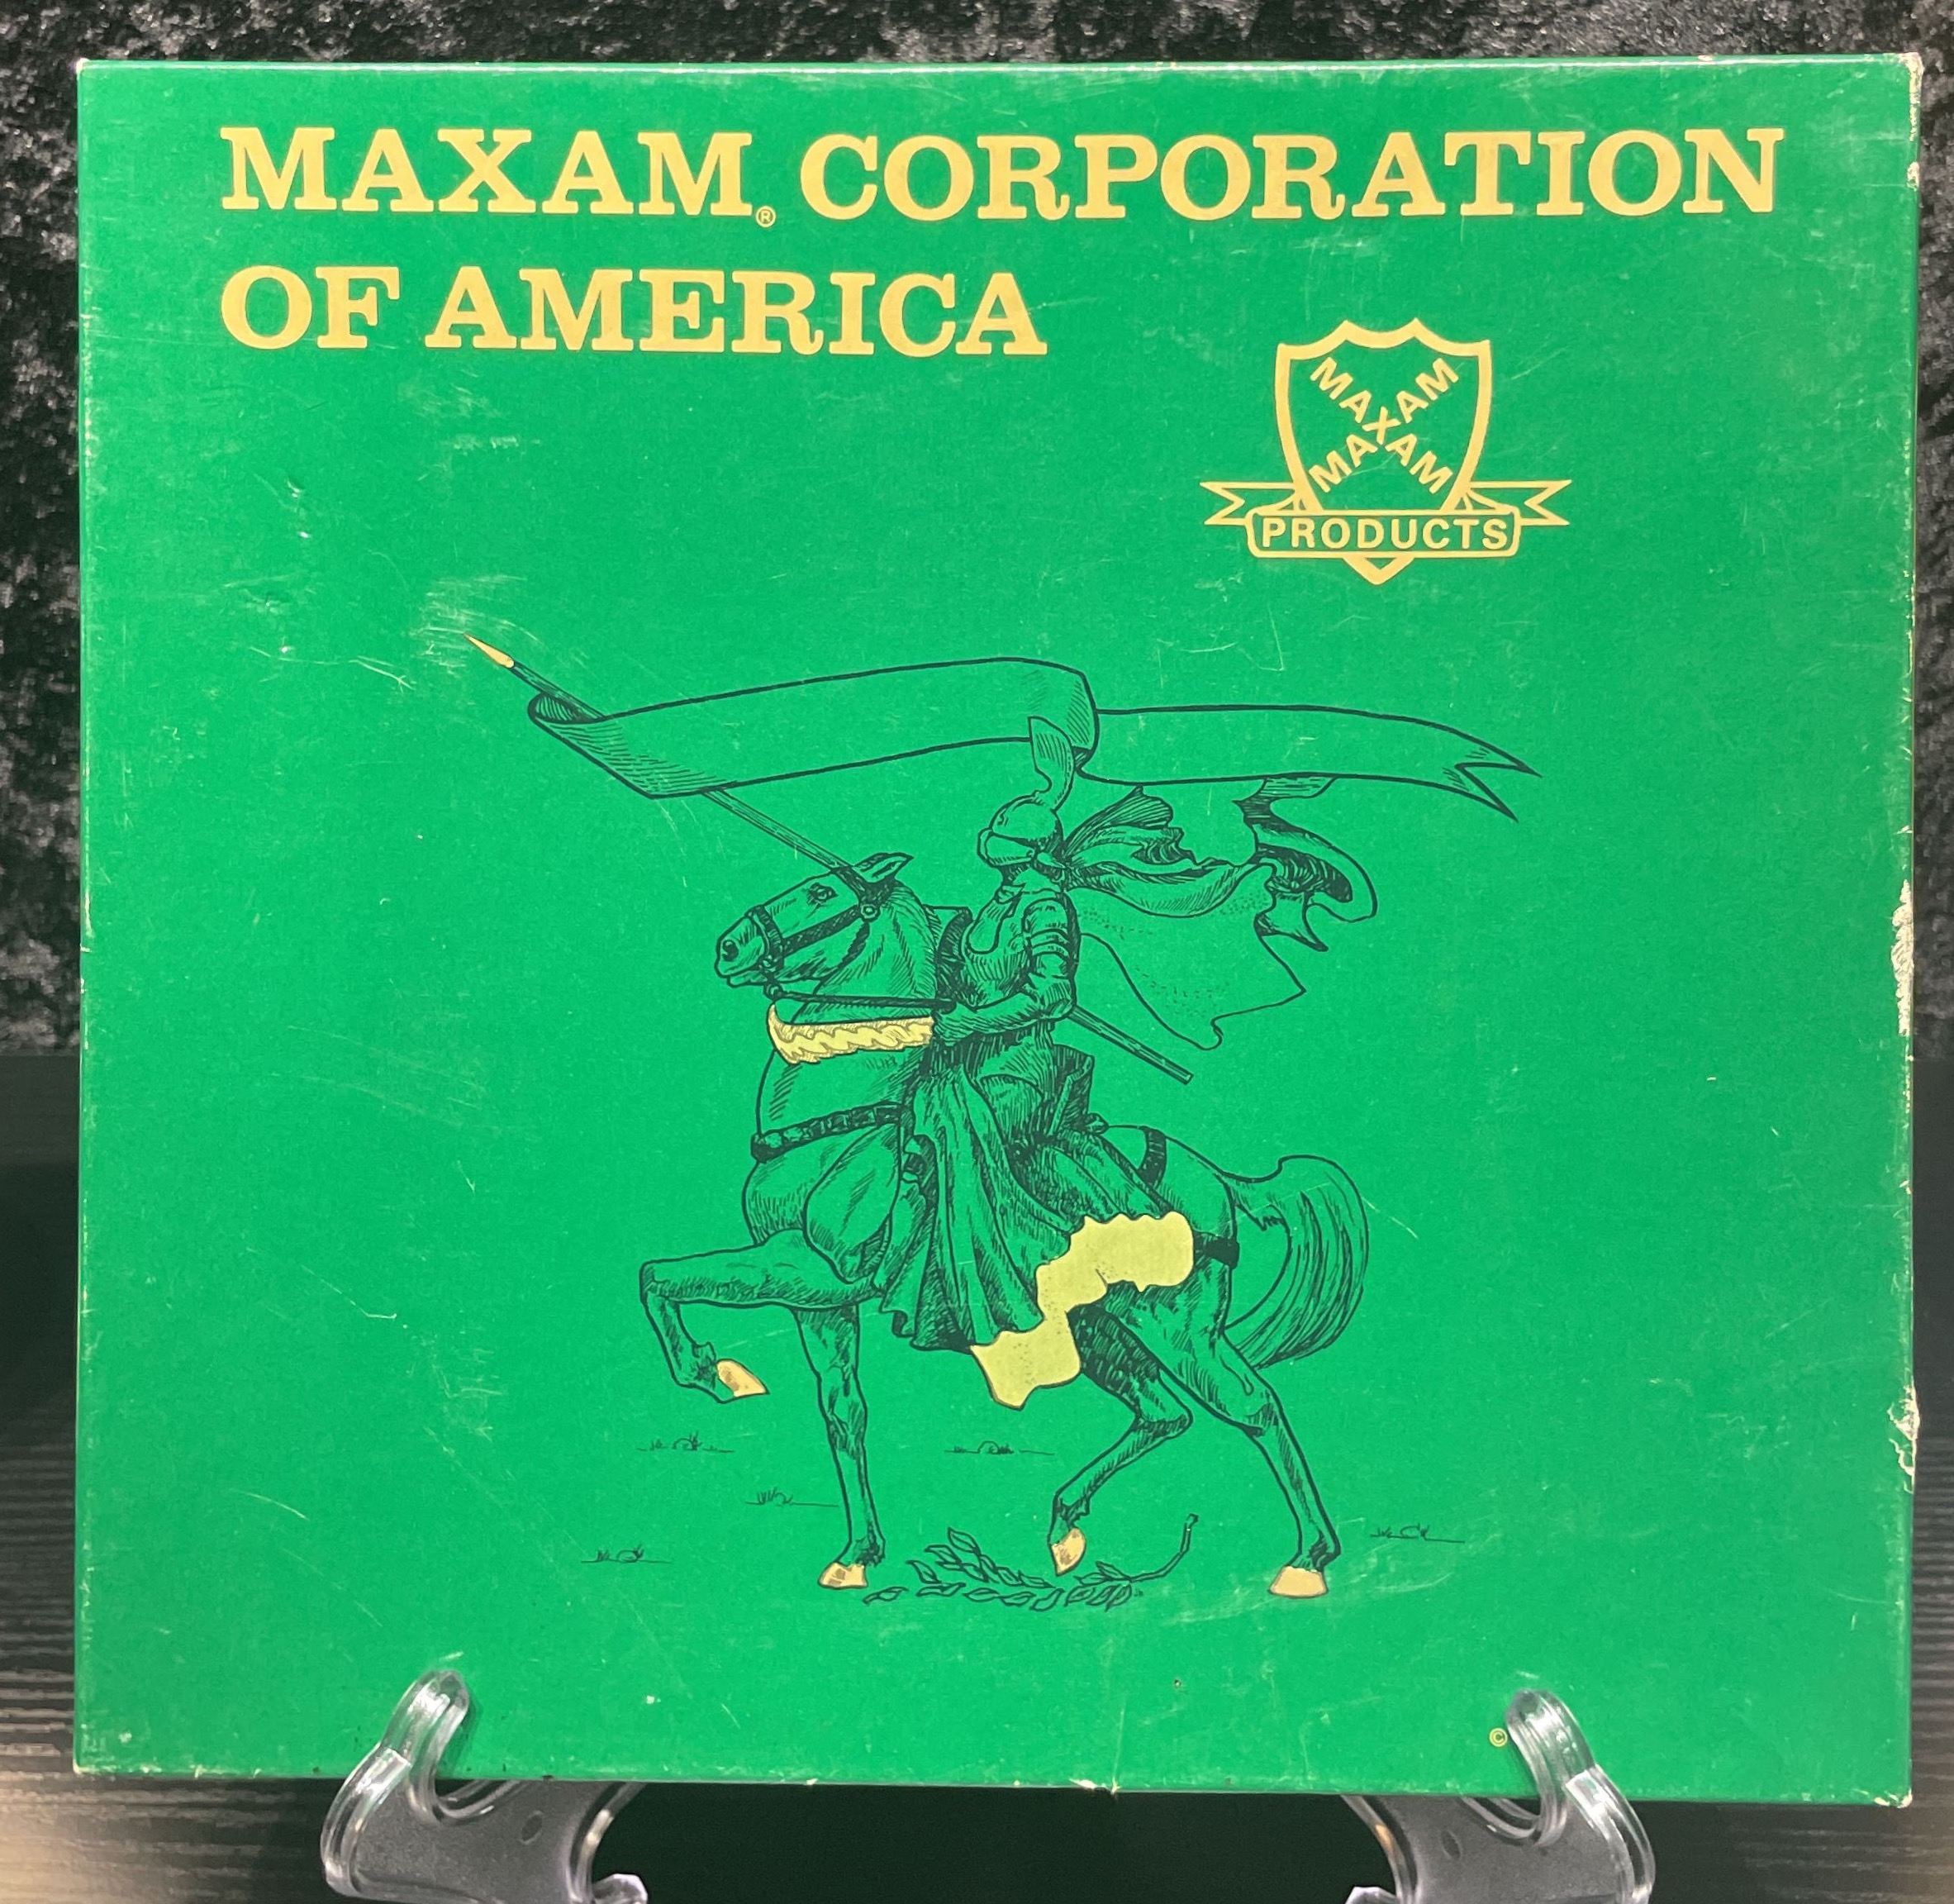 MAXAM® CORPORATION
OF AMERICA
MAXAM
MAXAM
PRODUCTS
©